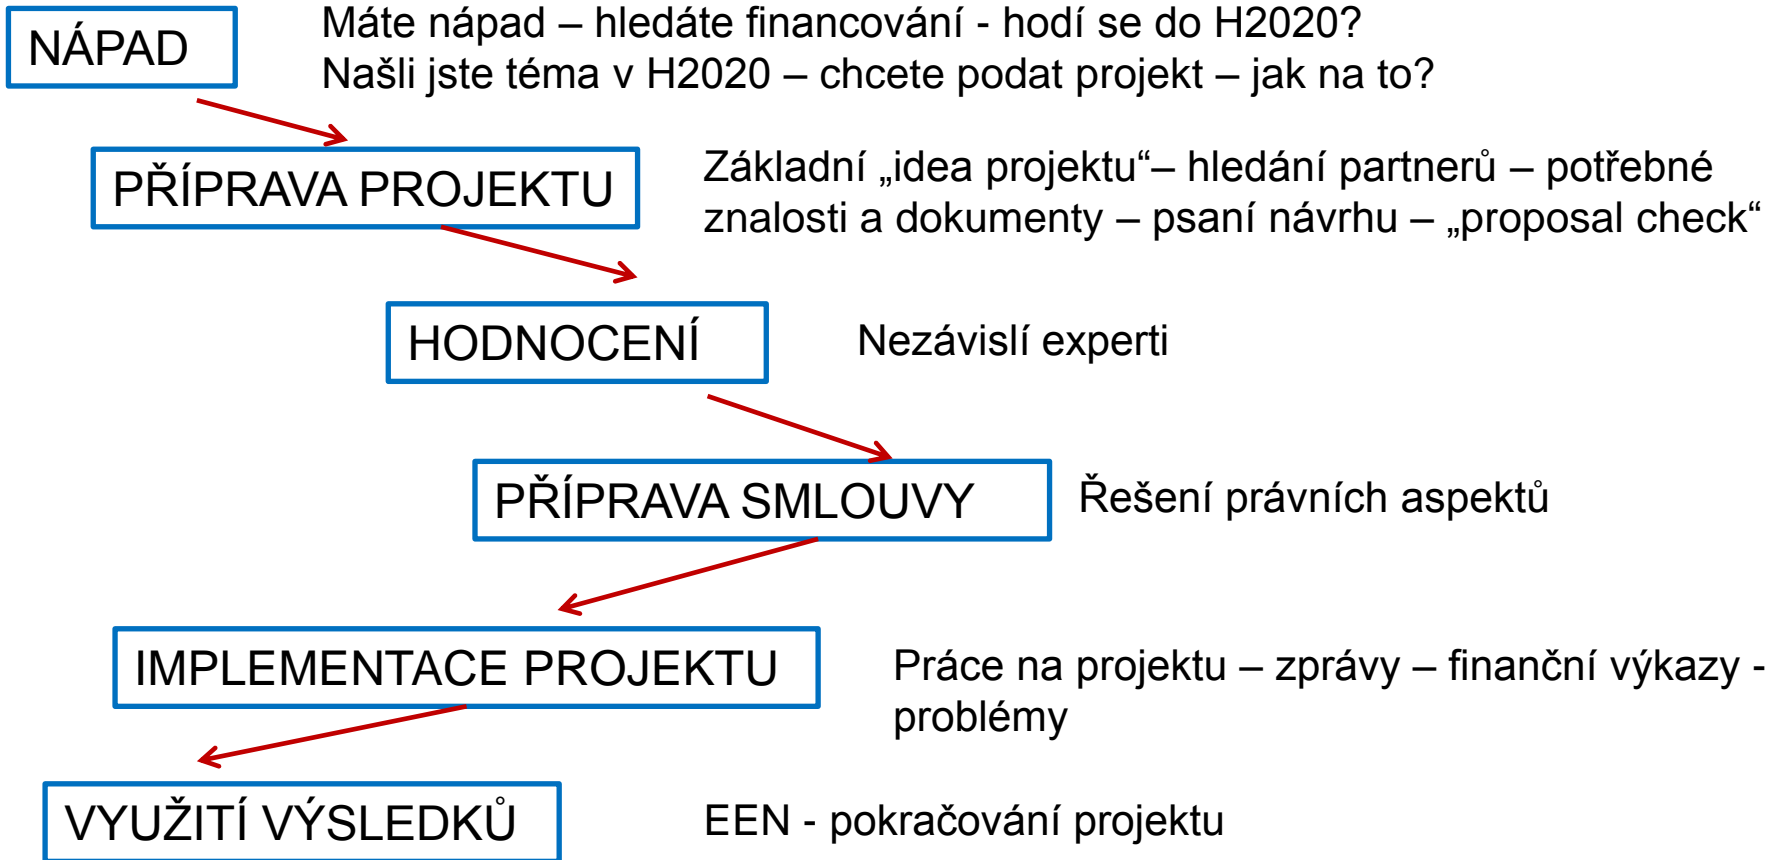 NÁPAD
Máte nápad – hledáte financování - hodí se do H2020?
Našli jste téma v H2020 – chcete podat projekt – jak na to?
PŘÍPRAVA PROJEKTU
Základní „idea projektu“– hledání partnerů – potřebné
znalosti a dokumenty – psaní návrhu – „proposal check“
HODNOCENÍ
Nezávislí experti
PŘÍPRAVA SMLOUVY
Řešení právních aspektů
IMPLEMENTACE PROJEKTU
Práce na projektu – zprávy – finanční výkazy -
problémy
VYUŽITÍ VÝSLEDKŮ
EEN - pokračování projektu